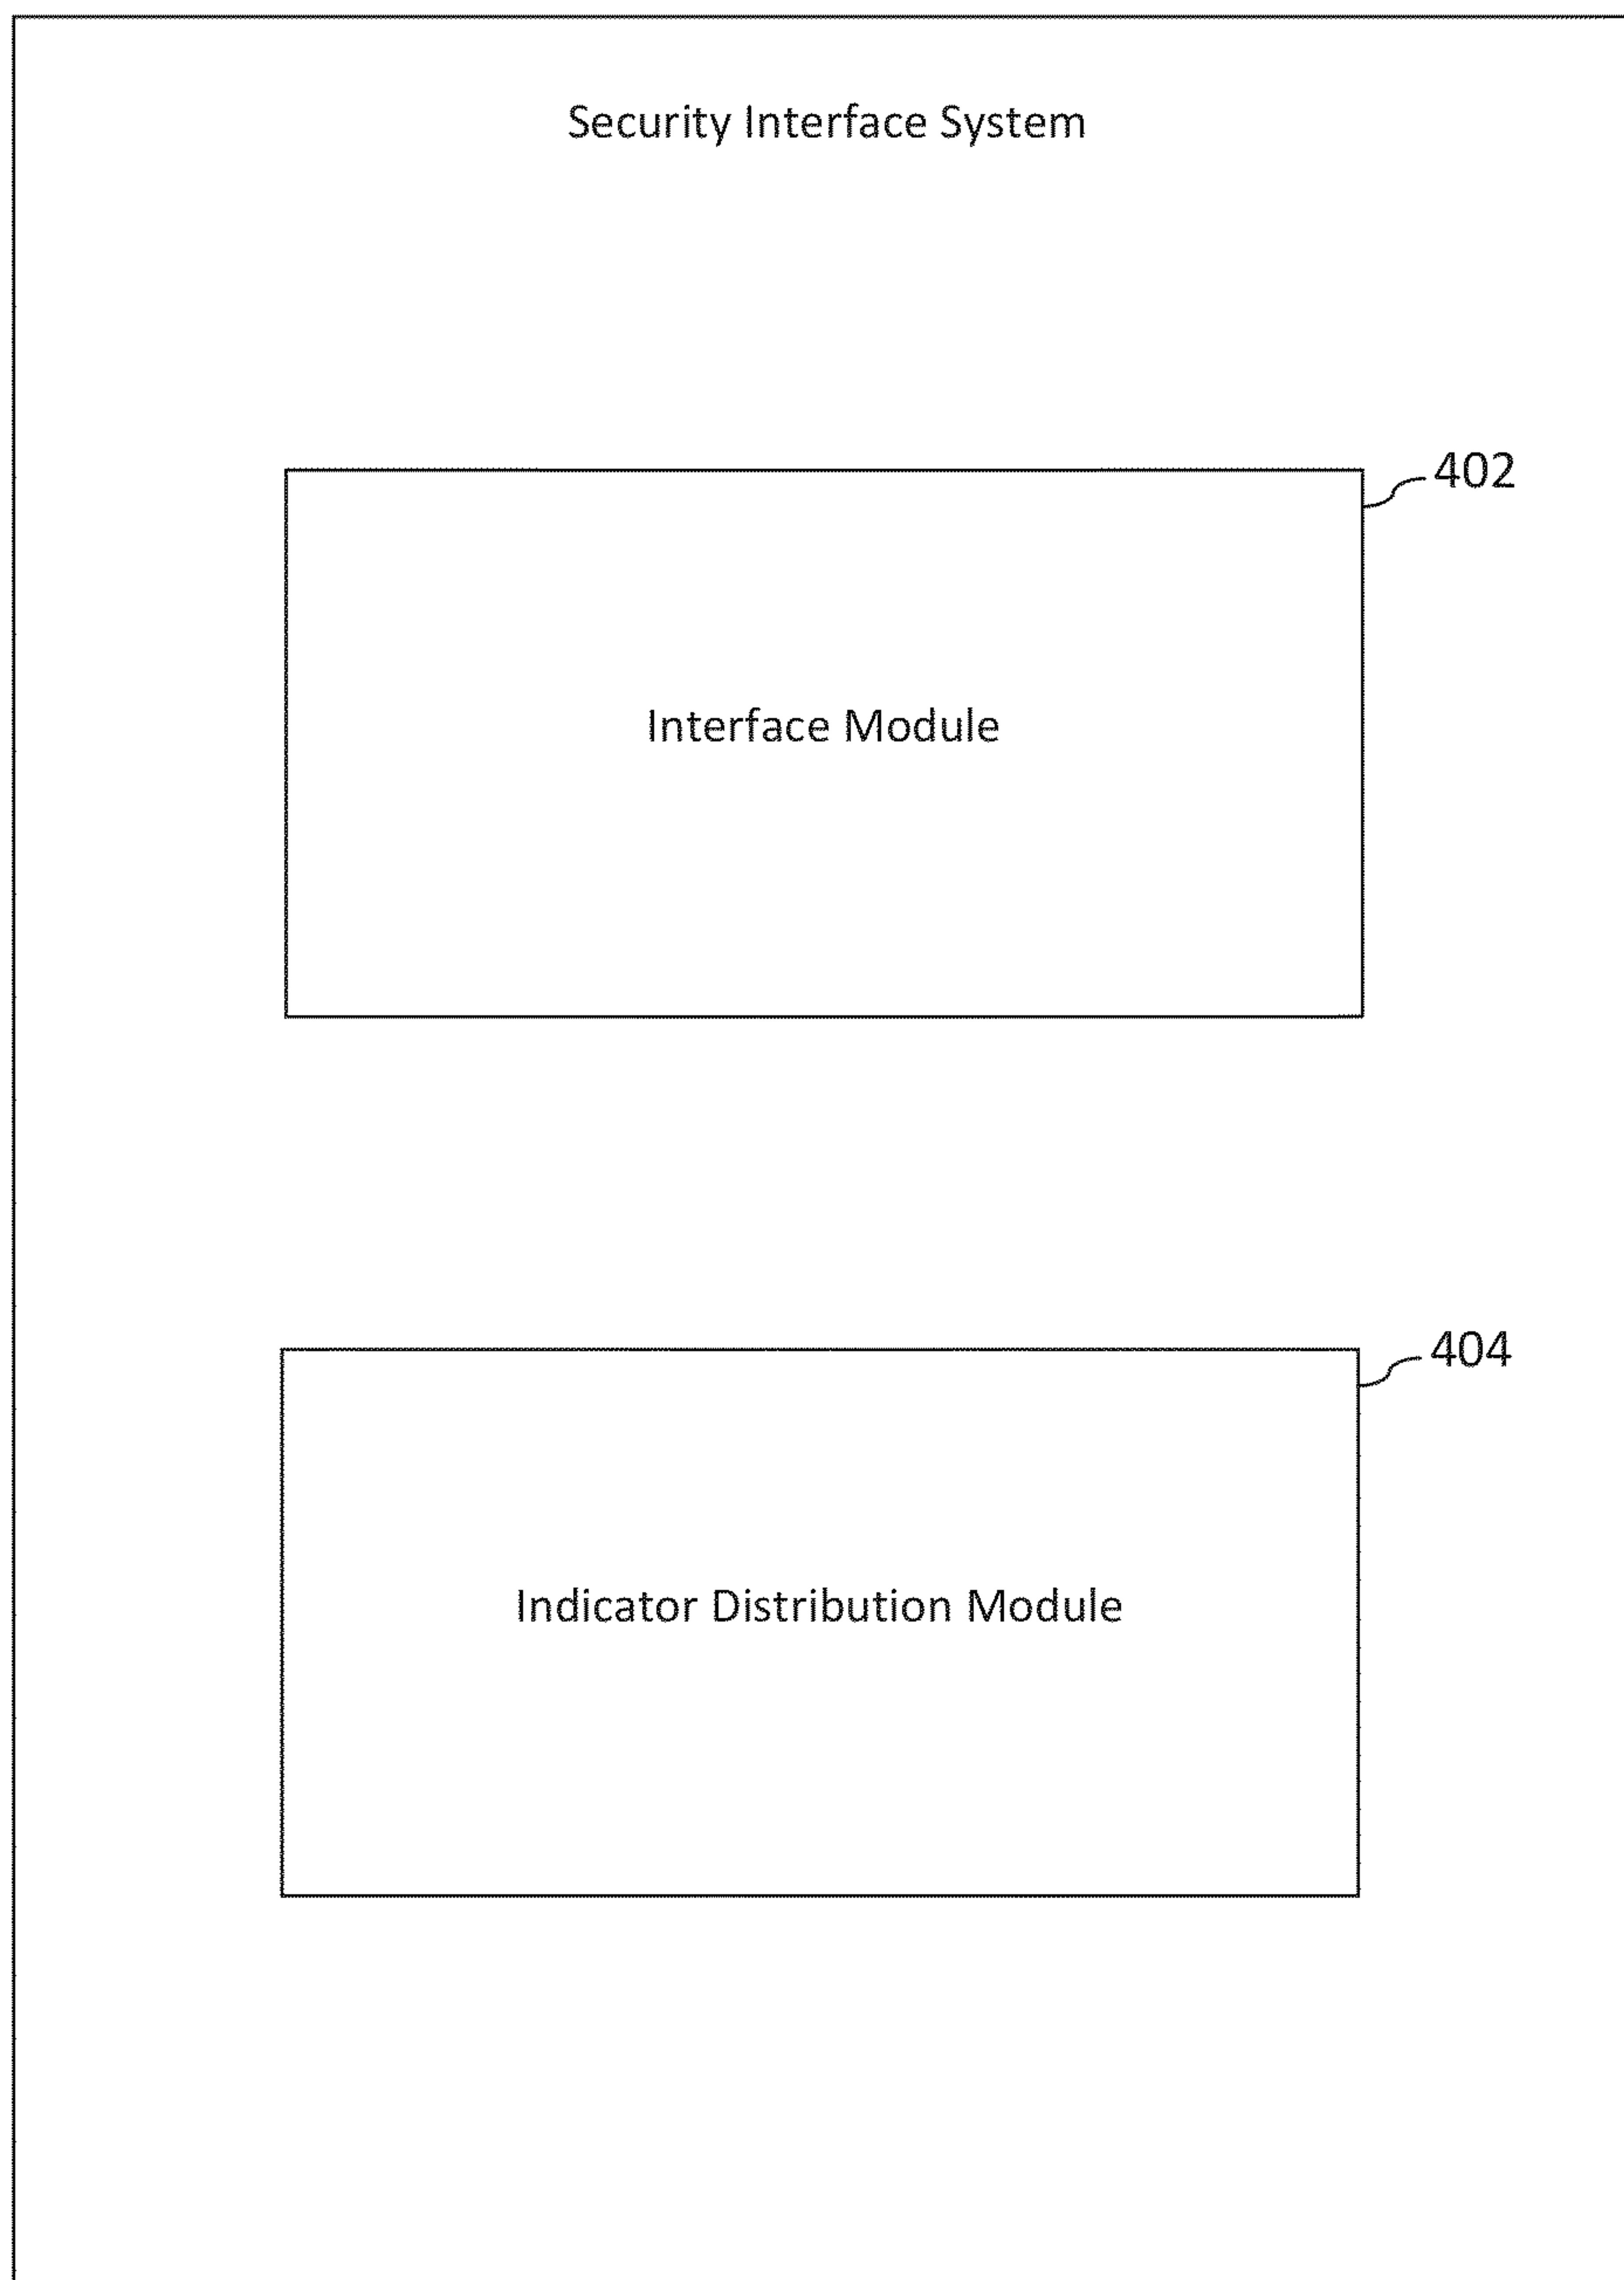 Security Interface System
402
Interface Module
404
Indicator Distribution Module